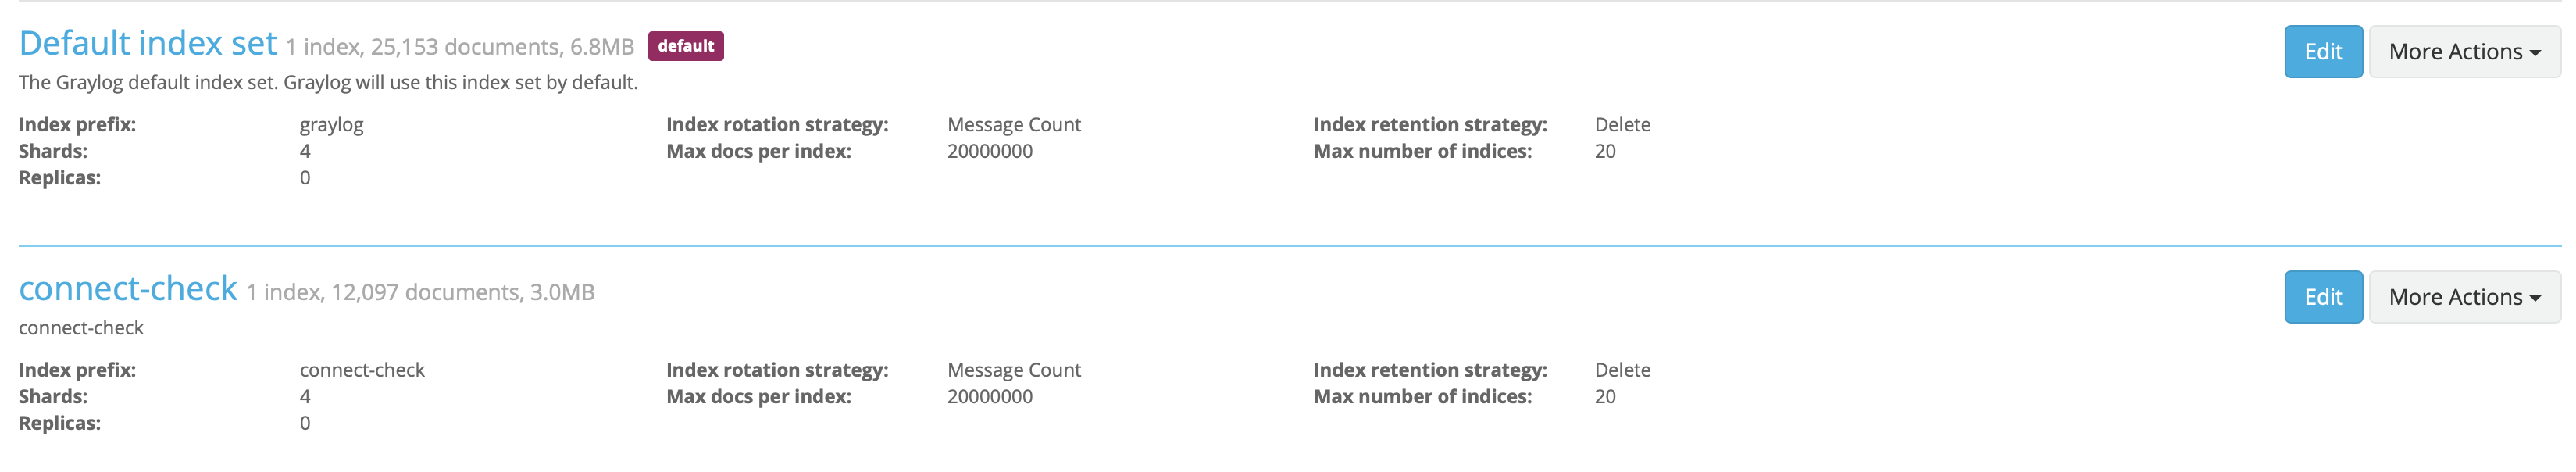 Default index set 1 index, 25,153 documents, 6.8MB default Edit More Actions
The Graylog default index set. Graylog will use this index set by default.
Index prefix: graylog Index rotation strategy: Message Count Index retention strategy: Delete
Shards: 4 Max docs per index: 20000000 Max number of indices: 20
Replicas: 0
connect-check 1 index, 12,097 documents, 3.0MB Edit More Actions
connect-check
Index prefix: connect-check Index rotation strategy: Message Count Index retention strategy: Delete
Shards: 4 Max docs per index: 20000000 Max number of indices: 20
Replicas: 0